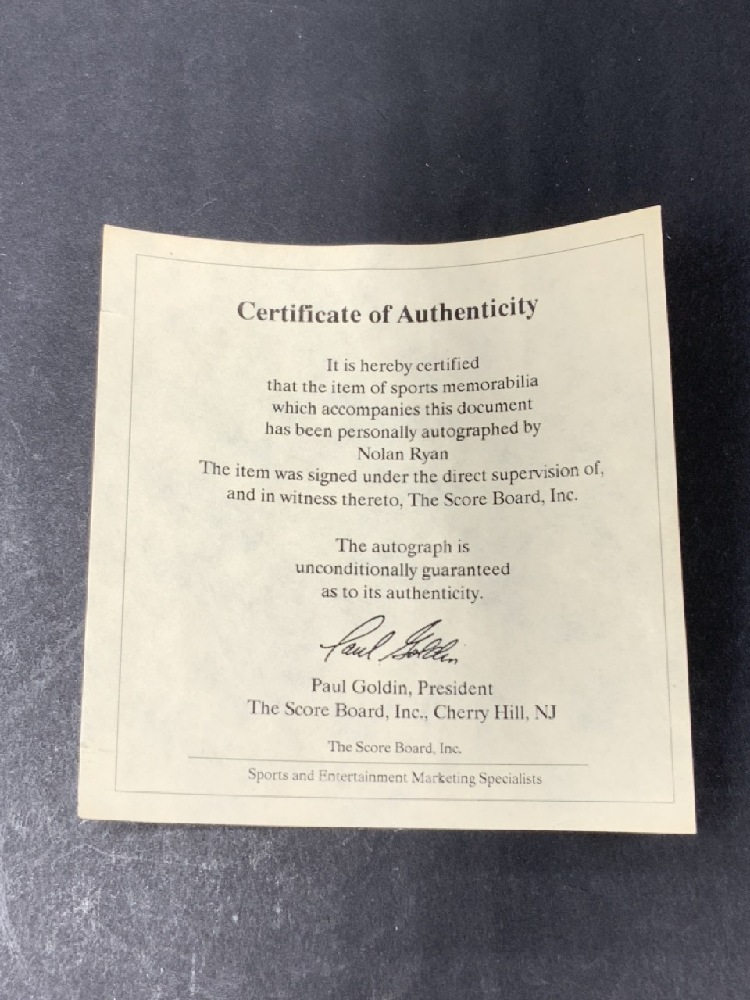 Certificate of Authenticity
It is hereby certified
that the item of sports memorabilia
which accompanies this document
has been personally autographed by
Nolan Ryan
The item was signed under the direct supervision of,
and in witness thereto, The Score Board, Inc.
The autograph is
unconditionally guaranteed
as to its authenticity.
Paul Goldin
Paul Goldin, President
The Score Board, Inc., Cherry Hill, NJ
The Score Board, Inc.
Sports and Entertainment Marketing Specialists